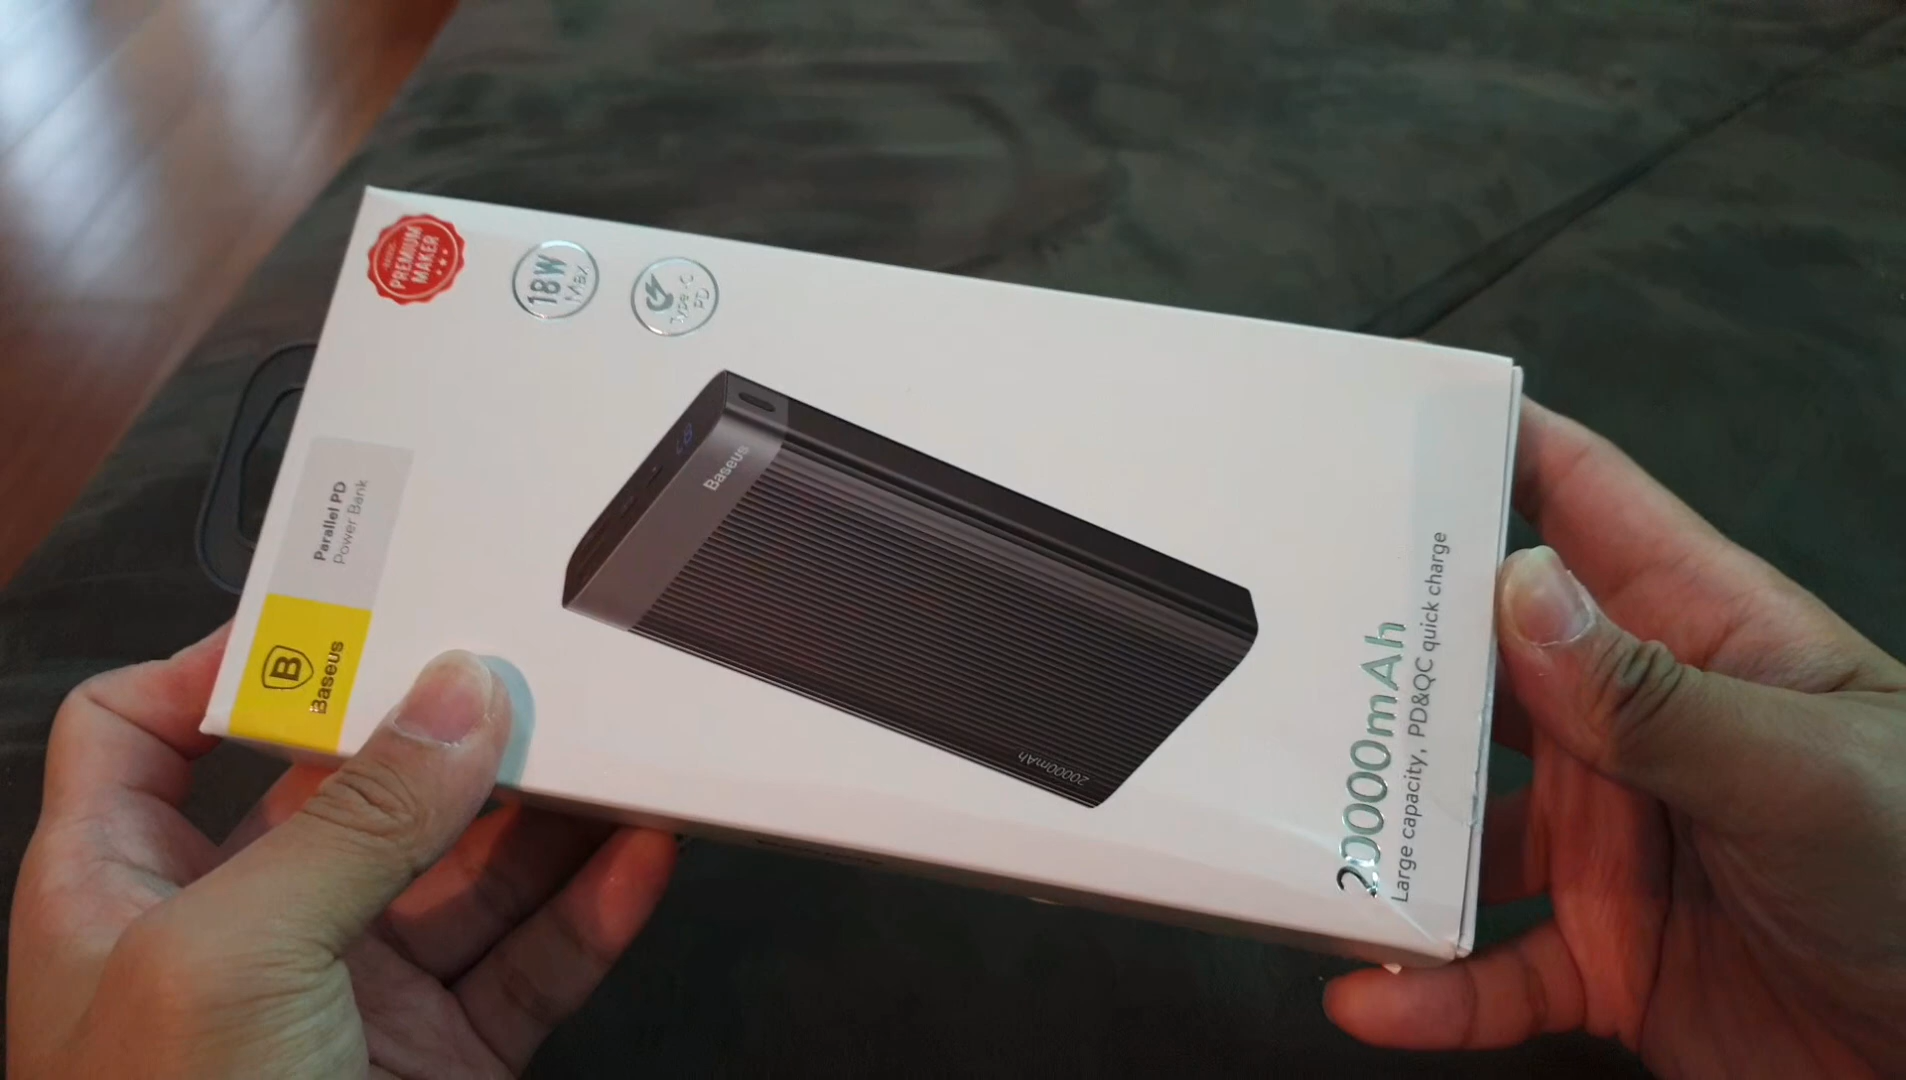 PREMIUM
MAKER
18W
Max
Type-C
PD
Parallel PD
Power Bank
B
Baseus
Baseus
20000mAh
20000mAh
Large capacity, PD&QC quick charge